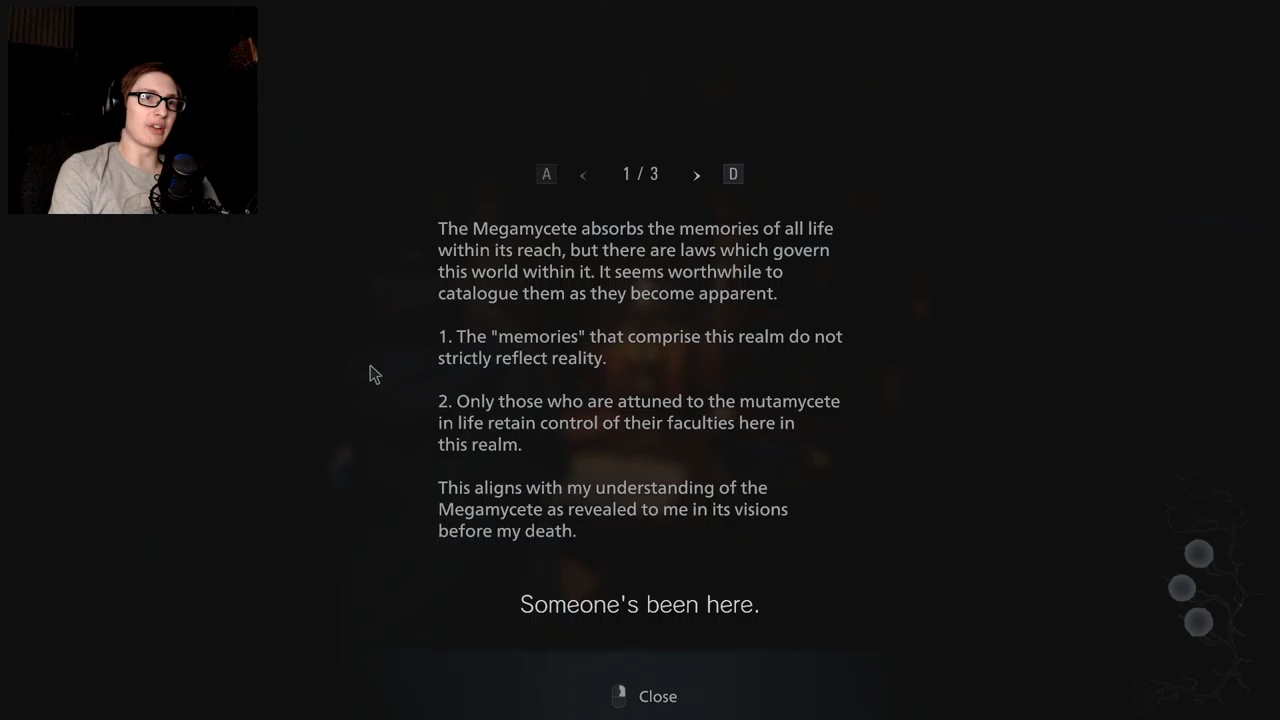 A < 1 / 3 > D
The Megamycete absorbs the memories of all life
within its reach, but there are laws which govern
this world within it. It seems worthwhile to
catalogue them as they become apparent.
1. The "memories" that comprise this realm do not
strictly reflect reality.
2. Only those who are attuned to the mutamycete
in life retain control of their faculties here in
this realm.
This aligns with my understanding of the
Megamycete as revealed to me in its visions
before my death.
Someone's been here.
Close